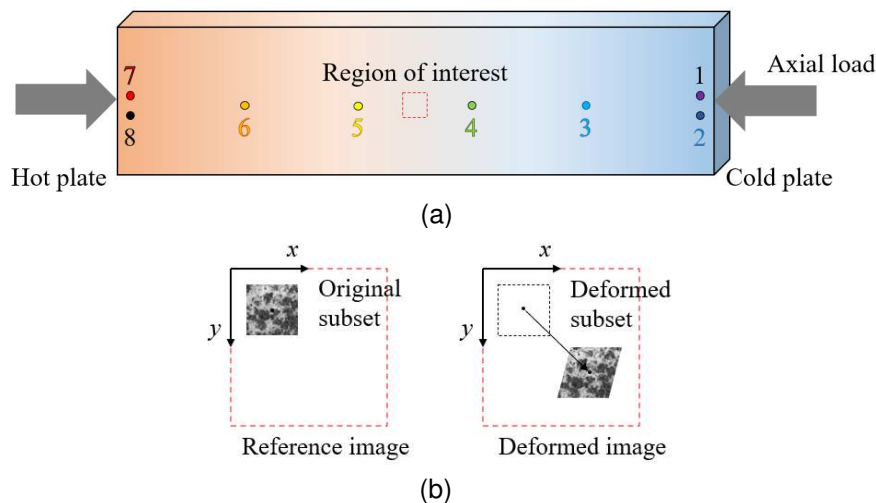 Region of interest
Axial load
7
1
6
5
4
3
8
2
Hot plate
Cold plate
(a)
x
x
Original
subset
Deformed
subset
y
y
Reference image
Deformed image
(b)